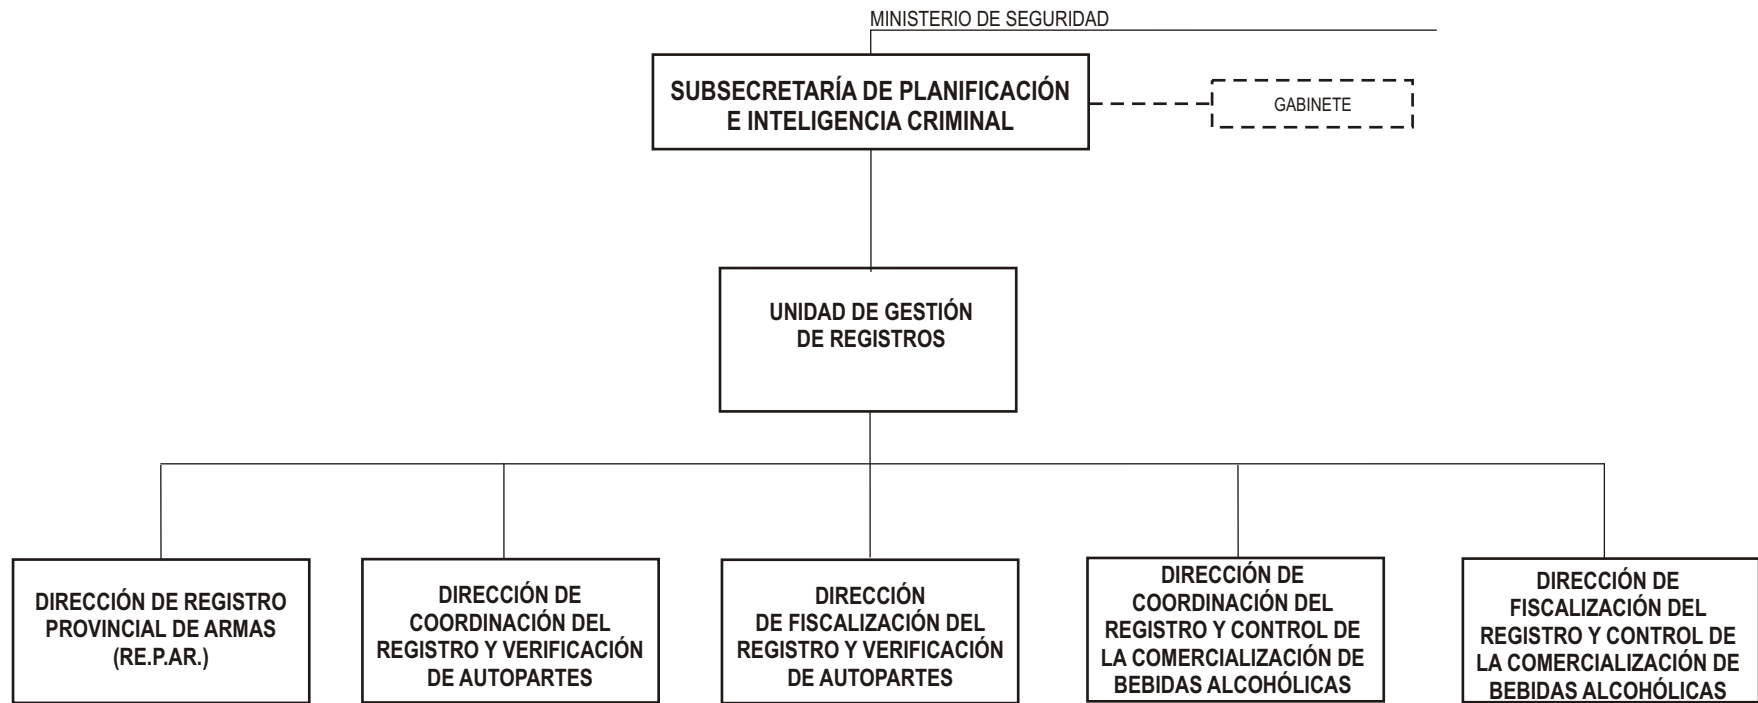 MINISTERIO DE SEGURIDAD
SUBSECRETARÍA DE PLANIFICACIÓN
E INTELIGENCIA CRIMINAL
GABINETE
UNIDAD DE GESTIÓN
DE REGISTROS
DIRECCIÓN DE REGISTRO
PROVINCIAL DE ARMAS
(RE.P.AR.)
DIRECCIÓN DE
COORDINACIÓN DEL
REGISTRO Y VERIFICACIÓN
DE AUTOPARTES
DIRECCIÓN
DE FISCALIZACIÓN DEL
REGISTRO Y VERIFICACIÓN
DE AUTOPARTES
DIRECCIÓN DE
COORDINACIÓN DEL
REGISTRO Y CONTROL DE
LA COMERCIALIZACIÓN DE
BEBIDAS ALCOHÓLICAS
DIRECCIÓN DE
FISCALIZACIÓN DEL
REGISTRO Y CONTROL DE
LA COMERCIALIZACIÓN DE
BEBIDAS ALCOHÓLICAS